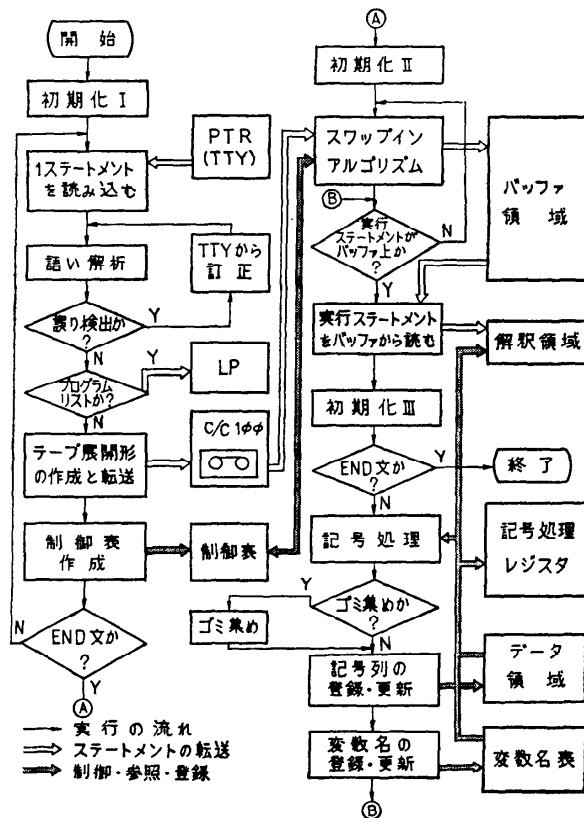 開始
初期化 I
PTR
(TTY)
1ステートメント
を読み込む
語い解析
TTYから
訂正
誤り検出か
?
Y
N
プログラム
リストか?
Y
N
LP
テープ展開形
の作成と転送
C/C 1φφ
制御表
作成
制御表
END文か
?
N
Y
A
実行の流れ
ステートメントの転送
制御・参照・登録
A
初期化 II
スワップイン
アルゴリズム
バッファ
領域
B
実行
ステートメントが
バッファ上か
?
N
Y
実行ステートメント
をバッファから読む
解釈領域
初期化 III
END文か
?
Y
N
終了
記号処理
記号処理
レジスタ
ゴミ集めか
?
Y
N
ゴミ集め
記号列の
登録・更新
データ
領域
変数名の
登録・更新
変数名表
B